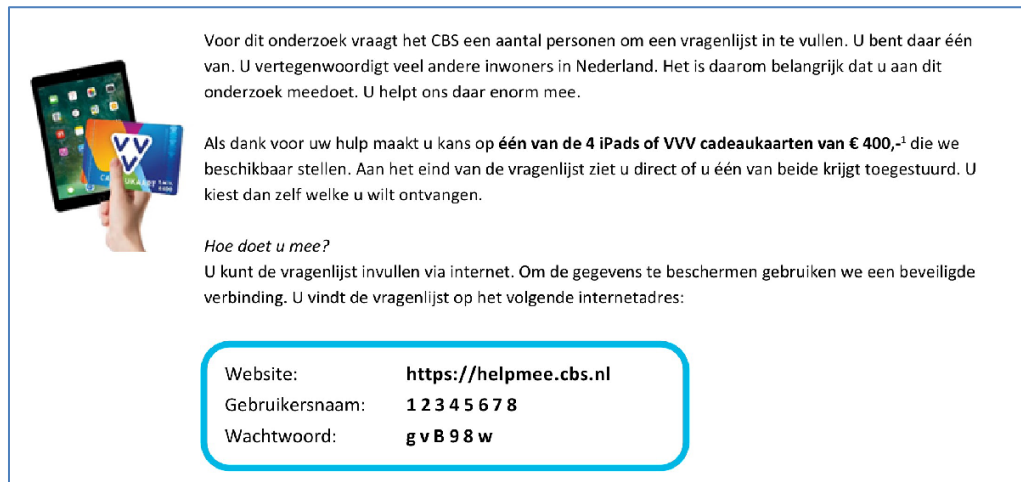 Voor dit onderzoek vraagt het CBS een aantal personen om een vragenlijst in te vullen. U bent daar één
van. U vertegenwoordigt veel andere inwoners in Nederland. Het is daarom belangrijk dat u aan dit
onderzoek meedoet. U helpt ons daar enorm mee.
Als dank voor uw hulp maakt u kans op één van de 4 iPads of VVV cadeaukaarten van € 400,-¹ die we
beschikbaar stellen. Aan het eind van de vragenlijst ziet u direct of u één van beide krijgt toegestuurd. U
kiest dan zelf welke u wilt ontvangen.
VVV
Hoe doet u mee?
U kunt de vragenlijst invullen via internet. Om de gegevens te beschermen gebruiken we een beveiligde
verbinding. U vindt de vragenlijst op het volgende internetadres:
Website: https://helpmee.cbs.nl
Gebruikersnaam: 1 2 3 4 5 6 7 8
Wachtwoord: g v B 9 8 w